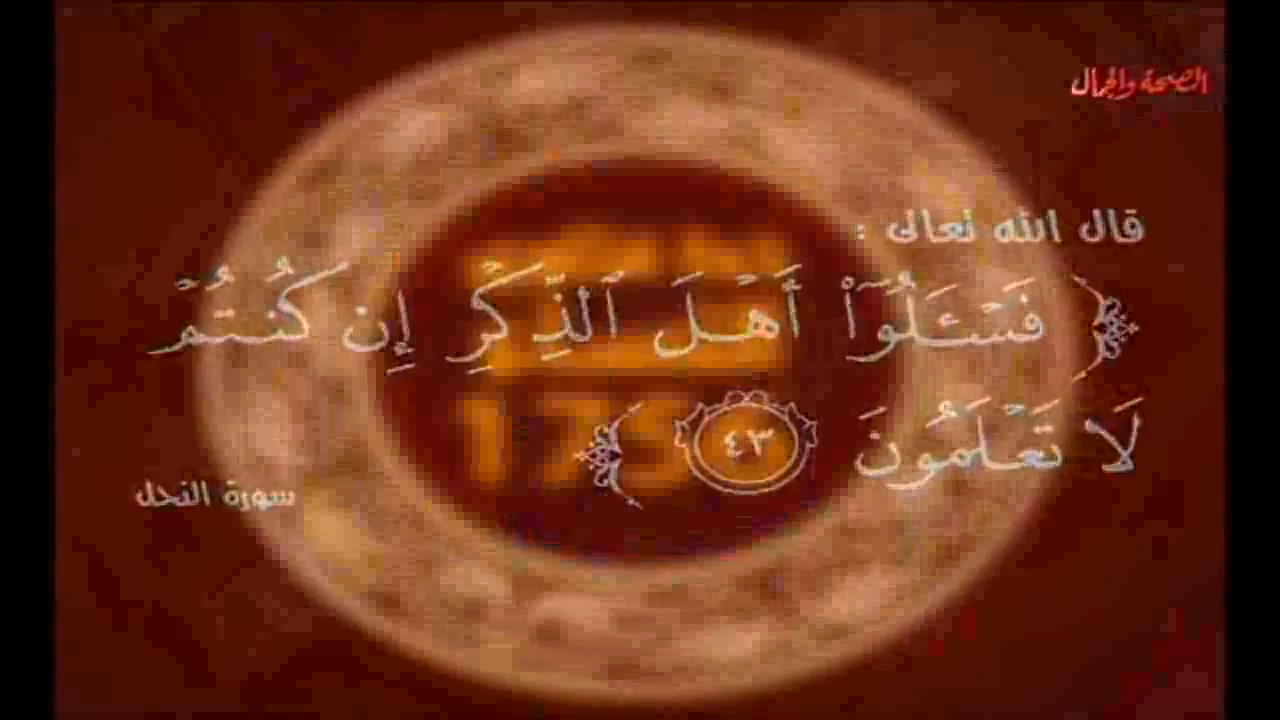 الصحة والجمال
قال الله تعالى :
﴿ فَسْـَٔلُوٓا۟ أَهْلَ ٱلذِّكْرِ إِن كُنتُمْ
لَا تَعْلَمُونَ ٤٣ ﴾
سورة النحل